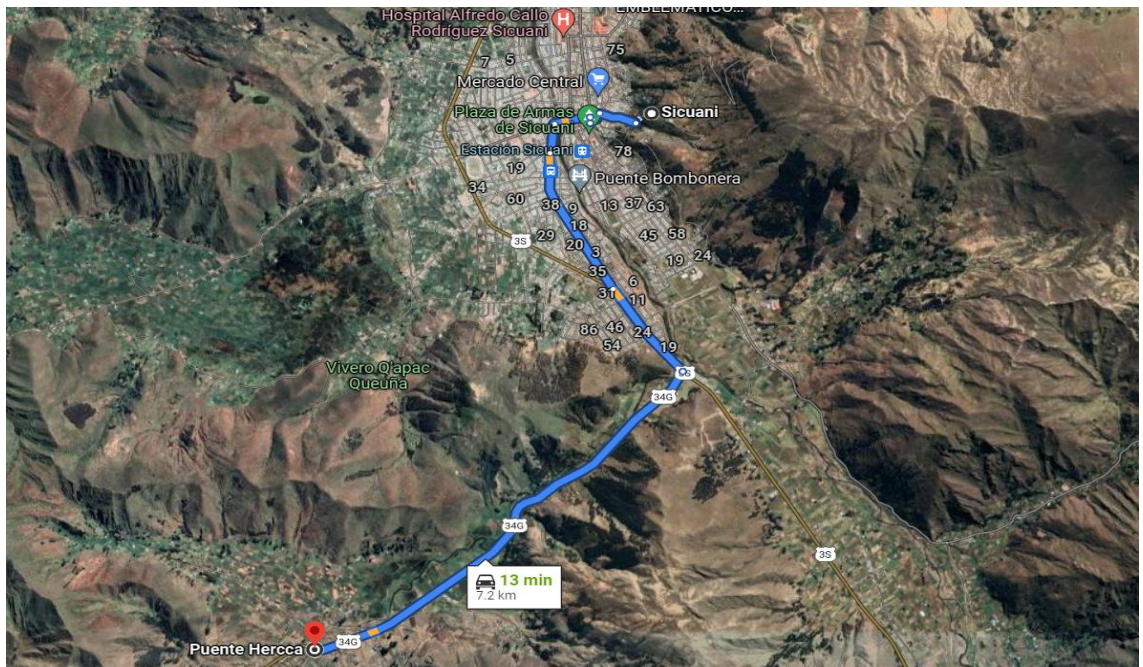 Hospital Alfredo Callo
Rodríguez Sicuani
EMBLEMÁTICO...
75
7
5
Mercado Central
Plaza de Armas
de Sicuani
Sicuani
Estación Sicuani
78
19
Puente Bombonera
34
60
38
9
13
37
63
18
29
20
45
58
3S
3
19
24
35
6
31
11
86
46
24
54
19
Vivero Q'apac
Queuña
34G
34G
3S
13 min
7.2 km
Puente Hercca
34G